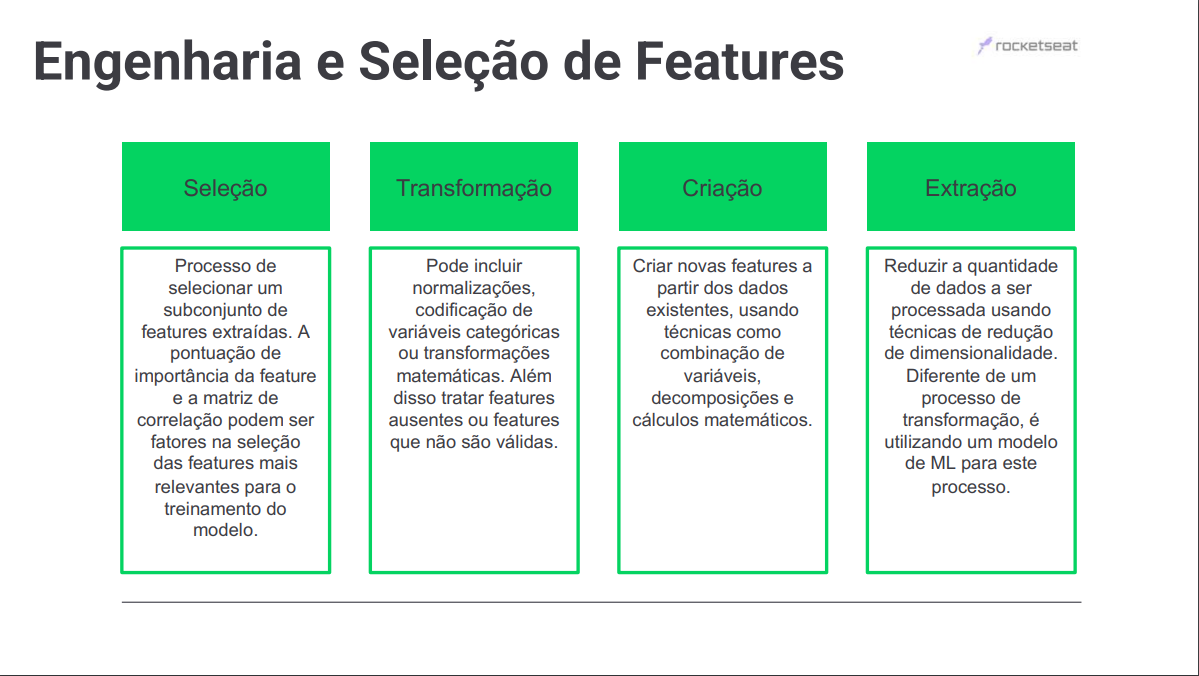 Engenharia e Seleção de Features
rocketseat
Seleção
Processo de
selecionar um
subconjunto de
features extraídas. A
pontuação de
importância da feature
e a matriz de
correlação podem ser
fatores na seleção
das features mais
relevantes para o
treinamento do
modelo.
Transformação
Pode incluir
normalizações,
codificação de
variáveis categóricas
ou transformações
matemáticas. Além
disso tratar features
ausentes ou features
que não são válidas.
Criação
Criar novas features a
partir dos dados
existentes, usando
técnicas como
combinação de
variáveis,
decomposições e
cálculos matemáticos.
Extração
Reduzir a quantidade
de dados a ser
processada usando
técnicas de redução
de dimensionalidade.
Diferente de um
processo de
transformação, é
utilizando um modelo
de ML para este
processo.